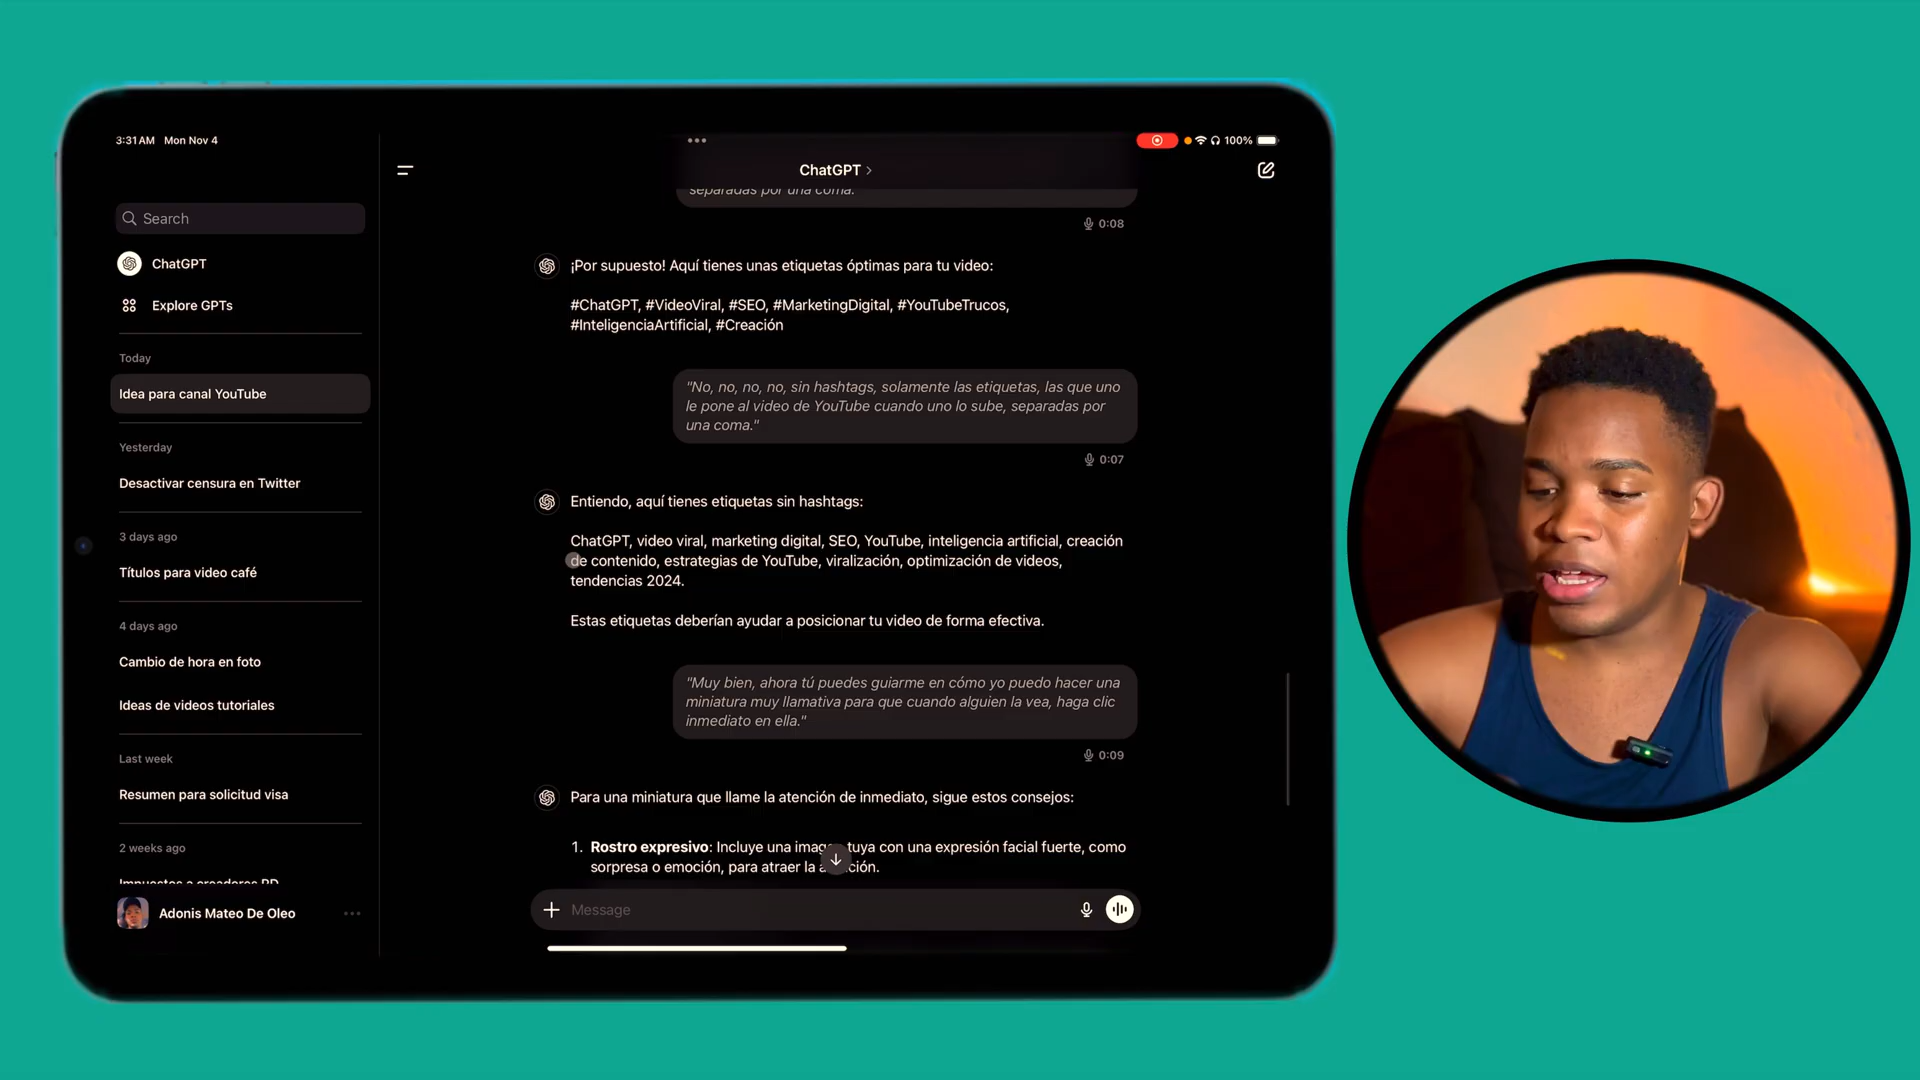 3:31 AM Mon Nov 4
100%
ChatGPT >
Search
ChatGPT
Explore GPTs
Today
Idea para canal YouTube
Yesterday
Desactivar censura en Twitter
3 days ago
Títulos para video café
4 days ago
Cambio de hora en foto
Ideas de videos tutoriales
Last week
Resumen para solicitud visa
2 weeks ago
Impuestos a creadores RD
Adonis Mateo De Oleo
separadas por una coma.
0:08
¡Por supuesto! Aquí tienes unas etiquetas óptimas para tu video:
#ChatGPT, #VideoViral, #SEO, #MarketingDigital, #YouTubeTrucos,
#InteligenciaArtificial, #Creación
"No, no, no, no, sin hashtags, solamente las etiquetas, las que uno
le pone al video de YouTube cuando uno lo sube, separadas por
una coma."
0:07
Entiendo, aquí tienes etiquetas sin hashtags:
ChatGPT, video viral, marketing digital, SEO, YouTube, inteligencia artificial, creación
de contenido, estrategias de YouTube, viralización, optimización de videos,
tendencias 2024.
Estas etiquetas deberían ayudar a posicionar tu video de forma efectiva.
"Muy bien, ahora tú puedes guiarme en cómo yo puedo hacer una
miniatura muy llamativa para que cuando alguien la vea, haga clic
inmediato en ella."
0:09
Para una miniatura que llame la atención de inmediato, sigue estos consejos:
1. Rostro expresivo: Incluye una imagen tuya con una expresión facial fuerte, como
sorpresa o emoción, para atraer la atención.
Message